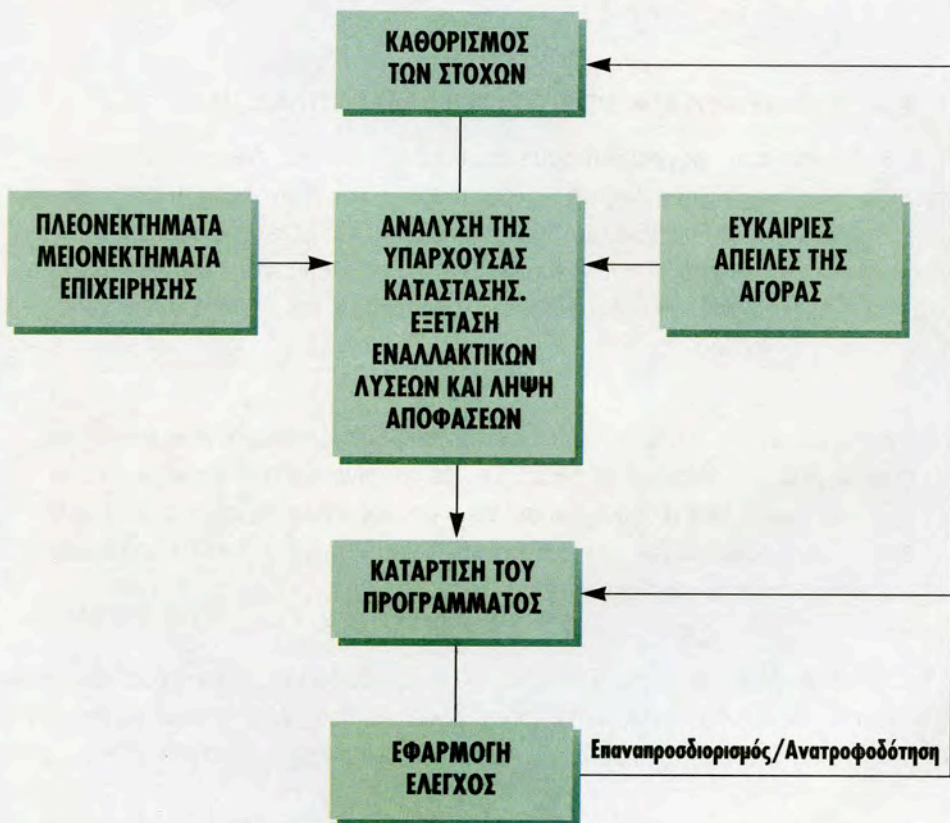 ΚΑΘΟΡΙΣΜΟΣ
ΤΩΝ ΣΤΟΧΩΝ
ΠΛΕΟΝΕΚΤΗΜΑΤΑ
ΜΕΙΟΝΕΚΤΗΜΑΤΑ
ΕΠΙΧΕΙΡΗΣΗΣ
ΑΝΑΛΥΣΗ ΤΗΣ
ΥΠΑΡΧΟΥΣΑΣ
ΚΑΤΑΣΤΑΣΗΣ.
ΕΞΕΤΑΣΗ
ΕΝΑΛΛΑΚΤΙΚΩΝ
ΛΥΣΕΩΝ ΚΑΙ ΛΗΨΗ
ΑΠΟΦΑΣΕΩΝ
ΕΥΚΑΙΡΙΕΣ
ΑΠΕΙΛΕΣ ΤΗΣ
ΑΓΟΡΑΣ
ΚΑΤΑΡΤΙΣΗ ΤΟΥ
ΠΡΟΓΡΑΜΜΑΤΟΣ
ΕΦΑΡΜΟΓΗ
ΕΛΕΓΧΟΣ
Επαναπροσδιορισμός/Ανατροφοδότηση